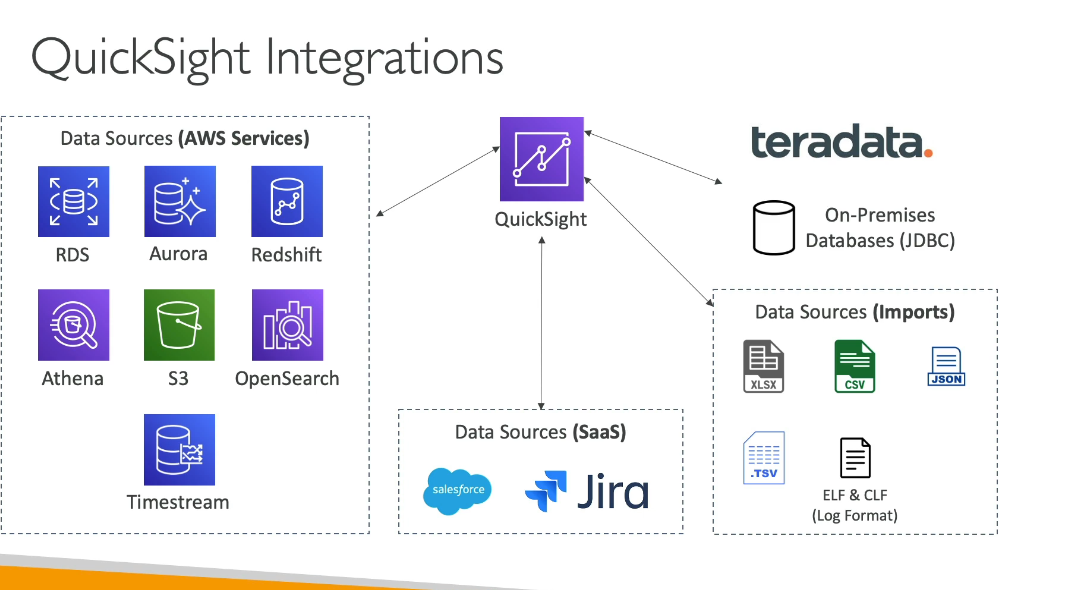 QuickSight Integrations
Data Sources (AWS Services)
RDS
Aurora
Redshift
Athena
S3
OpenSearch
Timestream
QuickSight
Data Sources (SaaS)
salesforce
Jira
teradata.
On-Premises
Databases (JDBC)
Data Sources (Imports)
XLSX
CSV
JSON
.TSV
ELF & CLF
(Log Format)